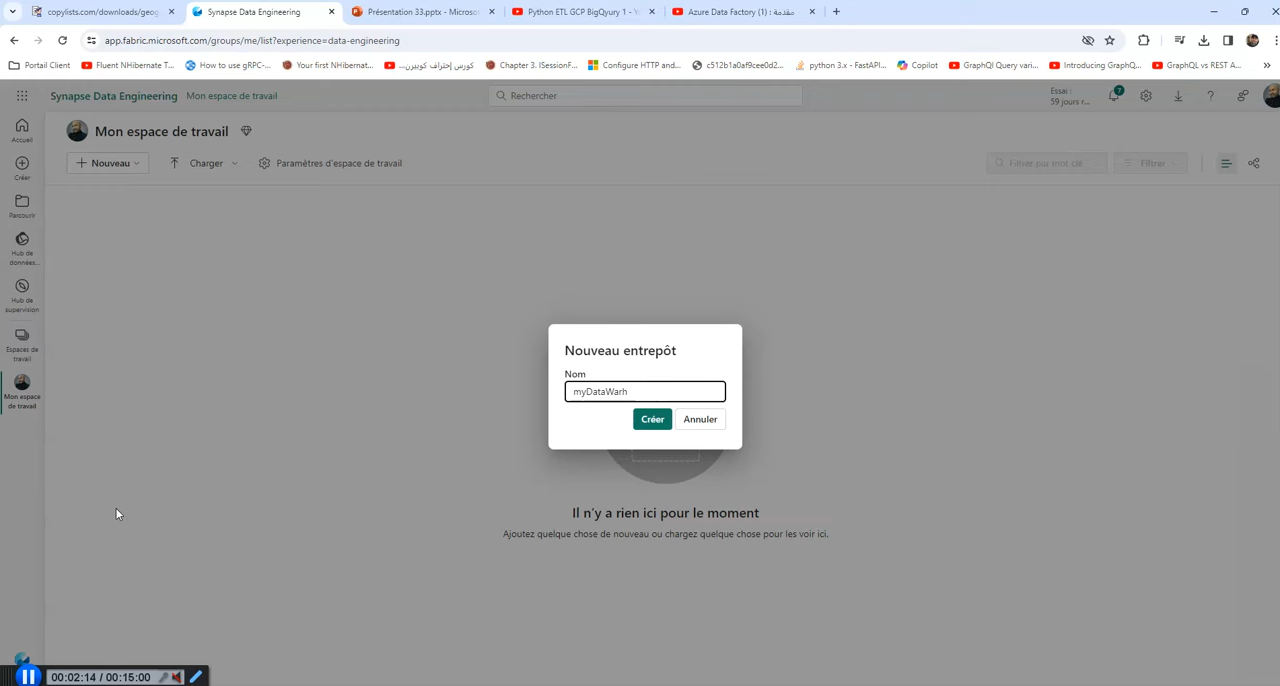 copylists.com/downloads/geog
Synapse Data Engineering
Présentation 33.pptx - Microso
Python ETL GCP BigQyury 1 - Yo
Azure Data Factory (1) : مقدمة
app.fabric.microsoft.com/groups/me/list?experience=data-engineering
Portail Client
Fluent NHibernate T...
How to use gRPC-...
Your first NHibernat...
كورس إحتراف كوبيرن...
Chapter 3. ISessionF...
Configure HTTP and...
c512b1a0af9cee0d2...
python 3.x - FastAPI...
Copilot
GraphQl Query vari...
Introducing GraphQ...
GraphQL vs REST A...
Synapse Data Engineering
Mon espace de travail
Rechercher
Essai :
59 jours r...
7
Accueil
Créer
Parcourir
Hub de
données...
Hub de
supervision
Espaces de
travail
Mon espace
de travail
Mon espace de travail
Nouveau
Charger
Paramètres d'espace de travail
Filtrer par mot clé
Filtrer
Nouveau entrepôt
Nom
myDataWarh
Créer
Annuler
Il n'y a rien ici pour le moment
Ajoutez quelque chose de nouveau ou chargez quelque chose pour les voir ici.
00:02:14 / 00:15:00